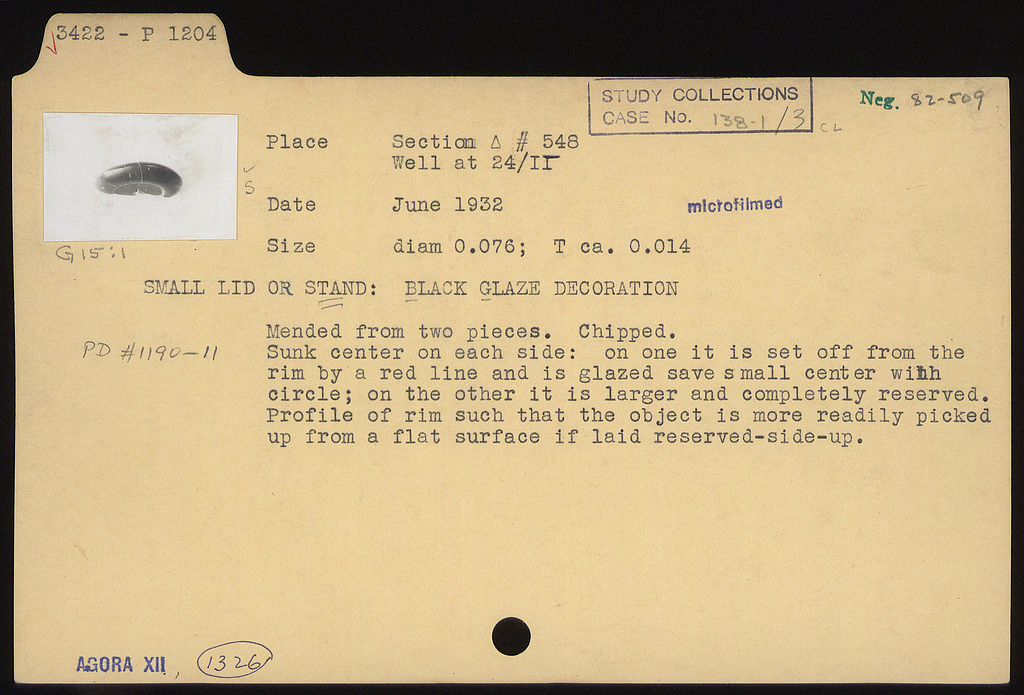 3422 - P 1204
STUDY COLLECTIONS
CASE No. 138-1/3 CL
Neg. 82-509
Place Section Δ # 548
Well at 24/II
S
Date June 1932
microfilmed
G15:1
Size diam 0.076; T ca. 0.014
SMALL LID OR STAND: BLACK GLAZE DECORATION
Mended from two pieces. Chipped.
PD #1190-11
Sunk center on each side: on one it is set off from the
rim by a red line and is glazed save small center wihh
circle; on the other it is larger and completely reserved.
Profile of rim such that the object is more readily picked
up from a flat surface if laid reserved-side-up.
AGORA XII, 1326